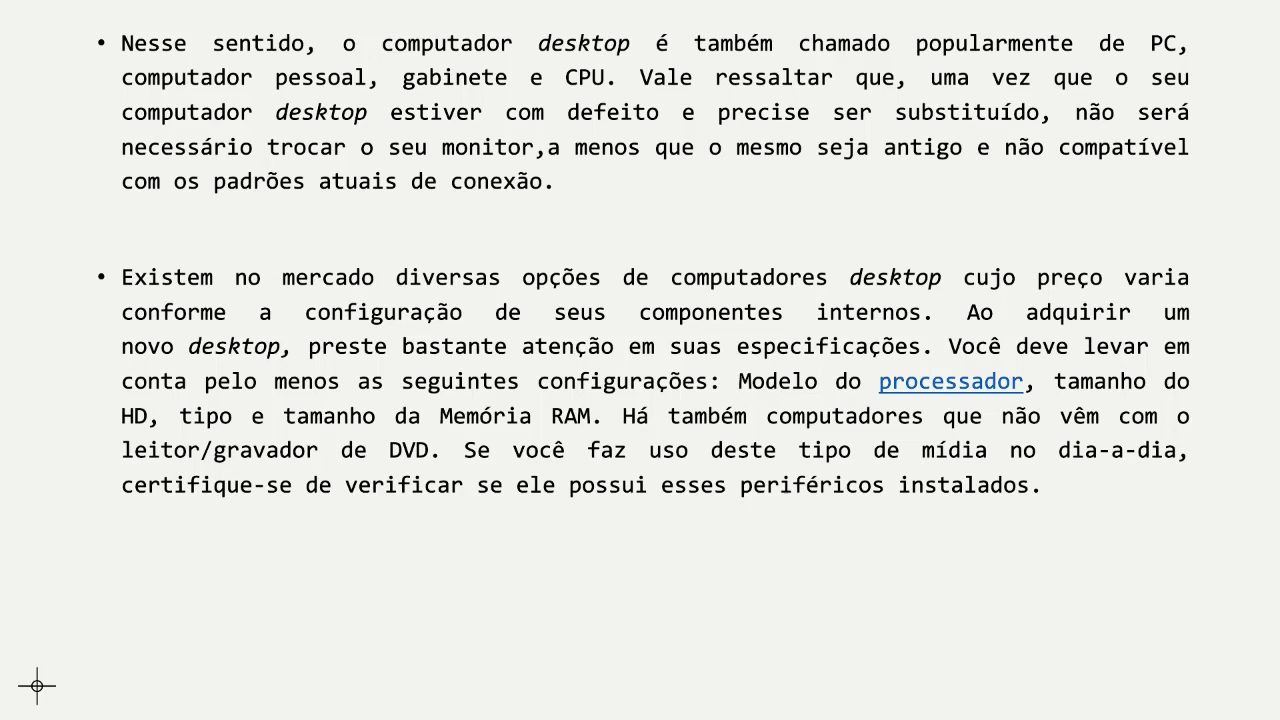 • Nesse sentido, o computador desktop é também chamado popularmente de PC,
computador pessoal, gabinete e CPU. Vale ressaltar que, uma vez que o seu
computador desktop estiver com defeito e precise ser substituído, não será
necessário trocar o seu monitor,a menos que o mesmo seja antigo e não compatível
com os padrões atuais de conexão.
• Existem no mercado diversas opções de computadores desktop cujo preço varia
conforme a configuração de seus componentes internos. Ao adquirir um
novo desktop, preste bastante atenção em suas especificações. Você deve levar em
conta pelo menos as seguintes configurações: Modelo do processador, tamanho do
HD, tipo e tamanho da Memória RAM. Há também computadores que não vêm com o
leitor/gravador de DVD. Se você faz uso deste tipo de mídia no dia-a-dia,
certifique-se de verificar se ele possui esses periféricos instalados.